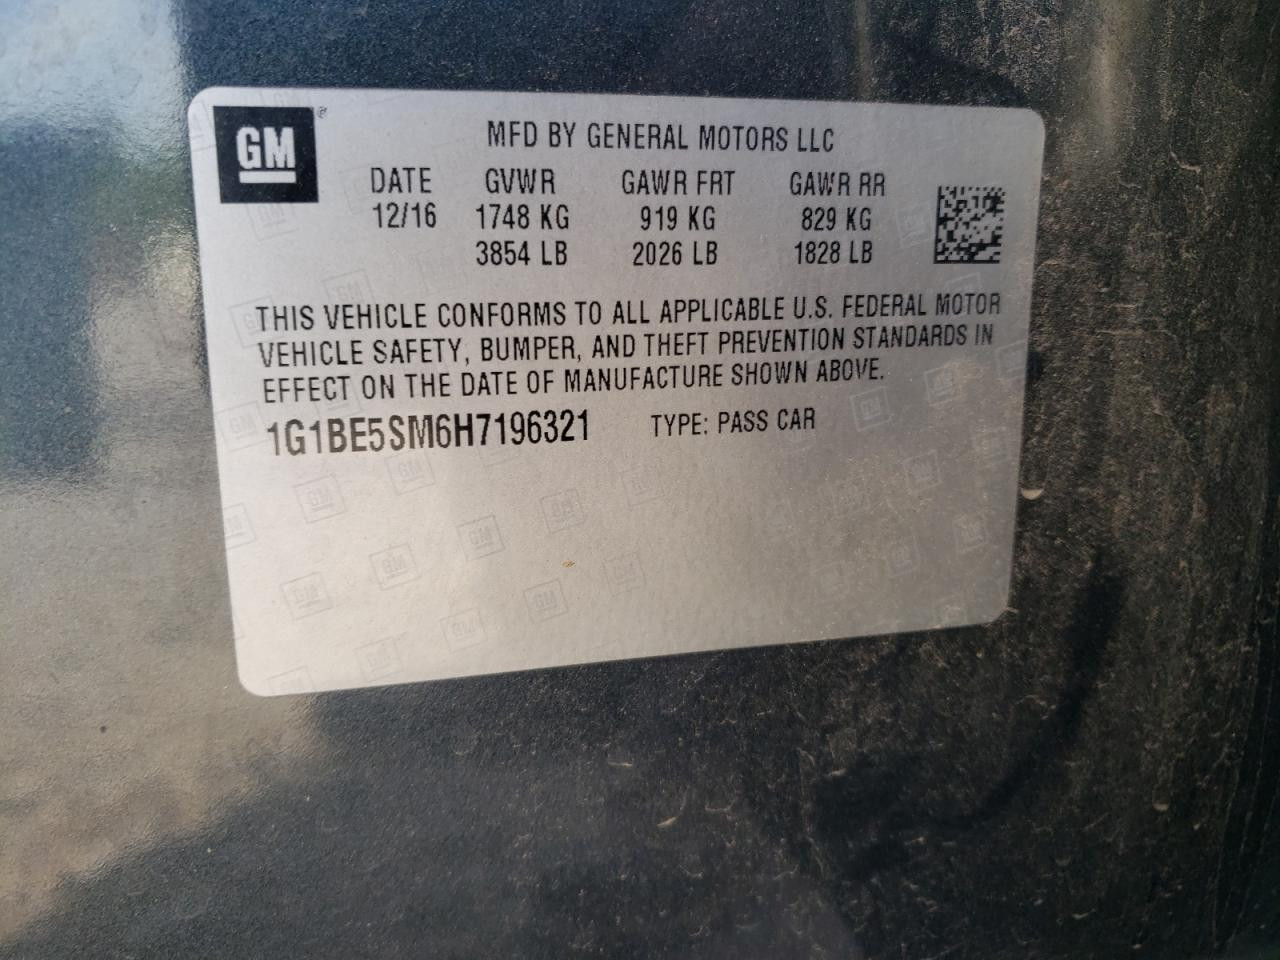 GM
MFD BY GENERAL MOTORS LLC
DATE GVWR GAWR FRT GAWR RR
12/16 1748 KG 919 KG 829 KG
3854 LB 2026 LB 1828 LB
THIS VEHICLE CONFORMS TO ALL APPLICABLE U.S. FEDERAL MOTOR
VEHICLE SAFETY, BUMPER, AND THEFT PREVENTION STANDARDS IN
EFFECT ON THE DATE OF MANUFACTURE SHOWN ABOVE.
1G1BE5SM6H7196321 TYPE: PASS CAR